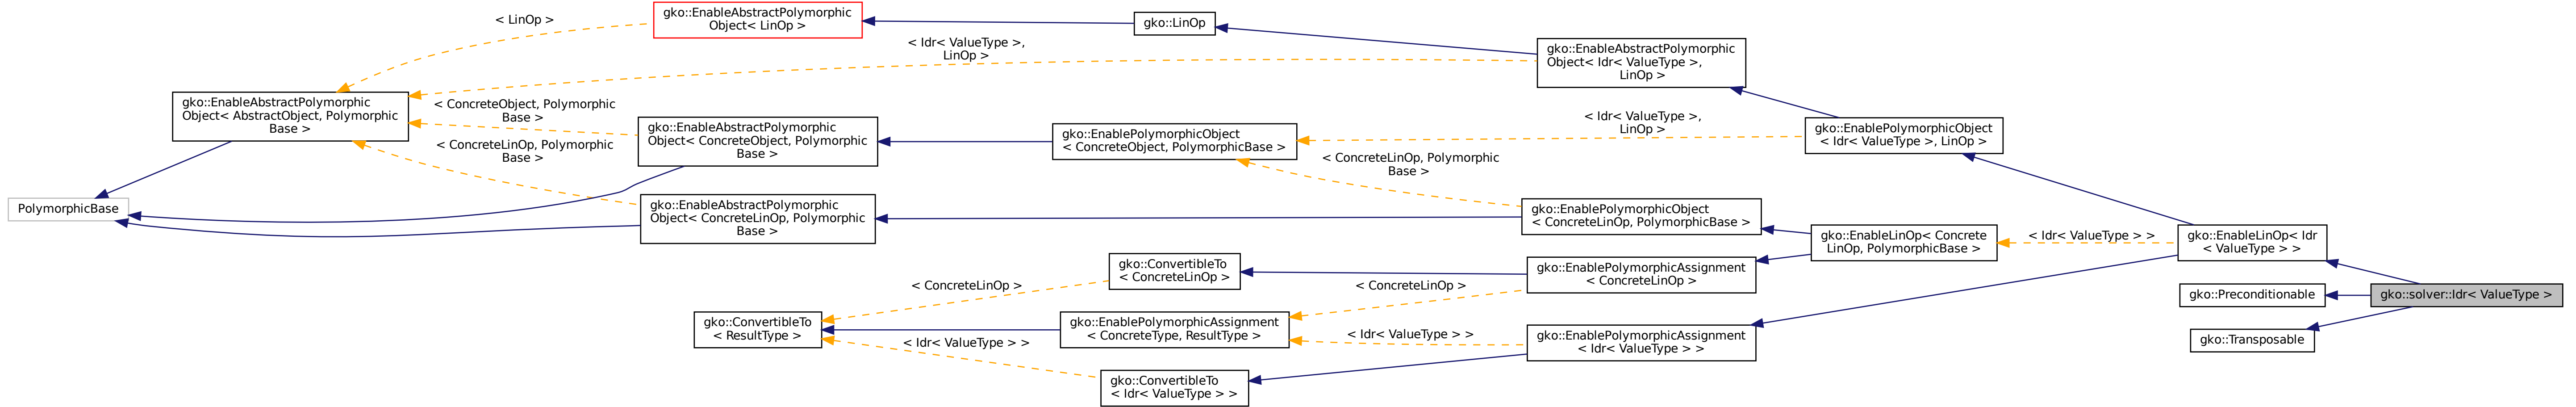 PolymorphicBase
gko::EnableAbstractPolymorphic
Object< AbstractObject, Polymorphic
Base >
< LinOp >
< Idr< ValueType >,
LinOp >
< ConcreteObject, Polymorphic
Base >
< ConcreteLinOp, Polymorphic
Base >
gko::EnableAbstractPolymorphic
Object< LinOp >
gko::LinOp
gko::EnableAbstractPolymorphic
Object< Idr< ValueType >,
LinOp >
gko::EnableAbstractPolymorphic
Object< ConcreteObject, Polymorphic
Base >
gko::EnablePolymorphicObject
< ConcreteObject, PolymorphicBase >
< Idr< ValueType >,
LinOp >
< ConcreteLinOp, Polymorphic
Base >
gko::EnablePolymorphicObject
< Idr< ValueType >, LinOp >
gko::EnableAbstractPolymorphic
Object< ConcreteLinOp, Polymorphic
Base >
gko::EnablePolymorphicObject
< ConcreteLinOp, PolymorphicBase >
gko::EnableLinOp< Concrete
LinOp, PolymorphicBase >
< Idr< ValueType > >
gko::EnableLinOp< Idr
< ValueType > >
gko::ConvertibleTo
< ResultType >
< ConcreteLinOp >
< Idr< ValueType > >
gko::ConvertibleTo
< ConcreteLinOp >
gko::EnablePolymorphicAssignment
< ConcreteType, ResultType >
< ConcreteLinOp >
< Idr< ValueType > >
gko::EnablePolymorphicAssignment
< ConcreteLinOp >
gko::EnablePolymorphicAssignment
< Idr< ValueType > >
gko::ConvertibleTo
< Idr< ValueType > >
gko::Preconditionable
gko::Transposable
gko::solver::Idr< ValueType >